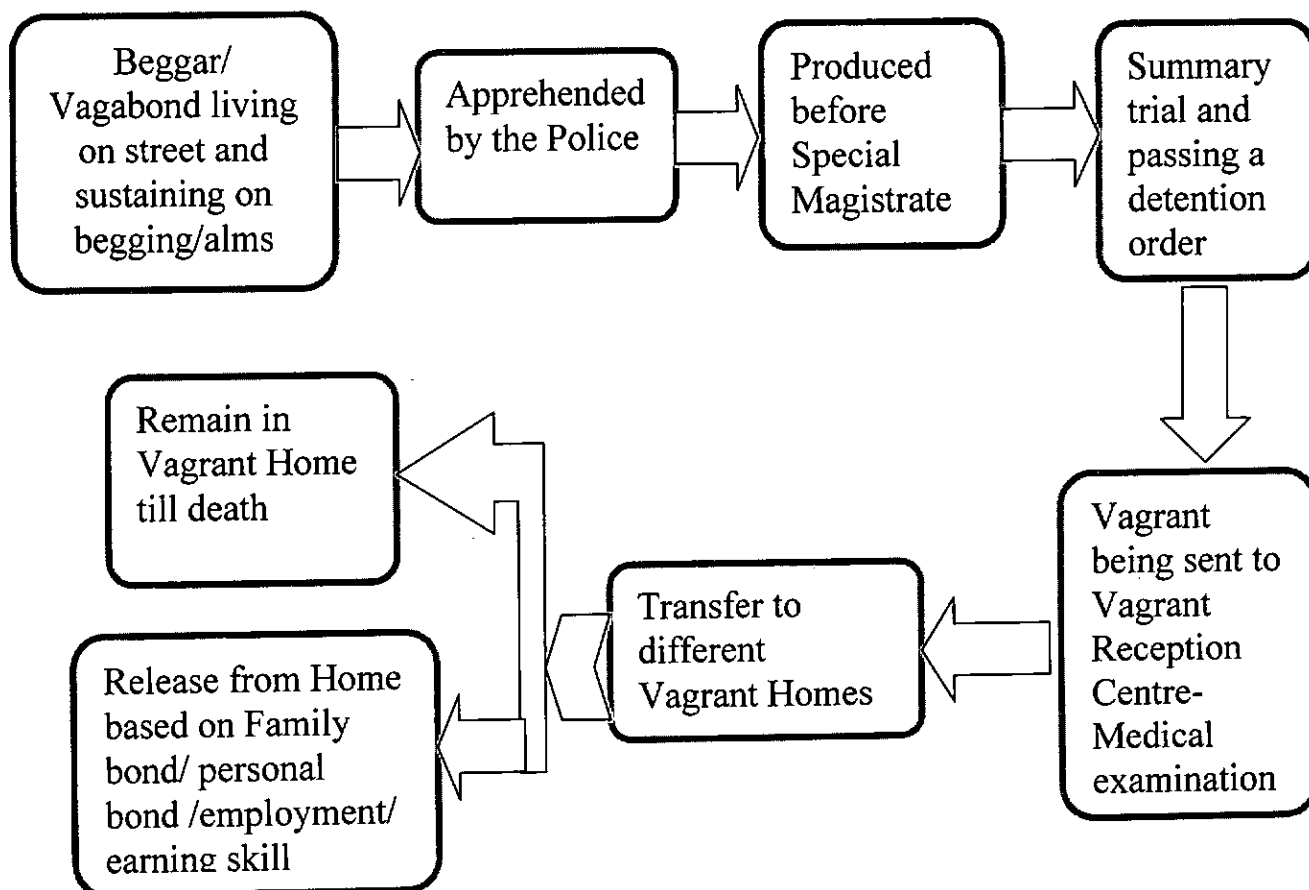 Beggar/
Vagabond living
on street and
sustaining on
begging/alms
Apprehended
by the Police
Produced
before
Special
Magistrate
Summary
trial and
passing a
detention
order
Vagrant
being sent to
Vagrant
Reception
Centre-
Medical
examination
Transfer to
different
Vagrant Homes
Remain in
Vagrant Home
till death
Release from Home
based on Family
bond/ personal
bond /employment/
earning skill